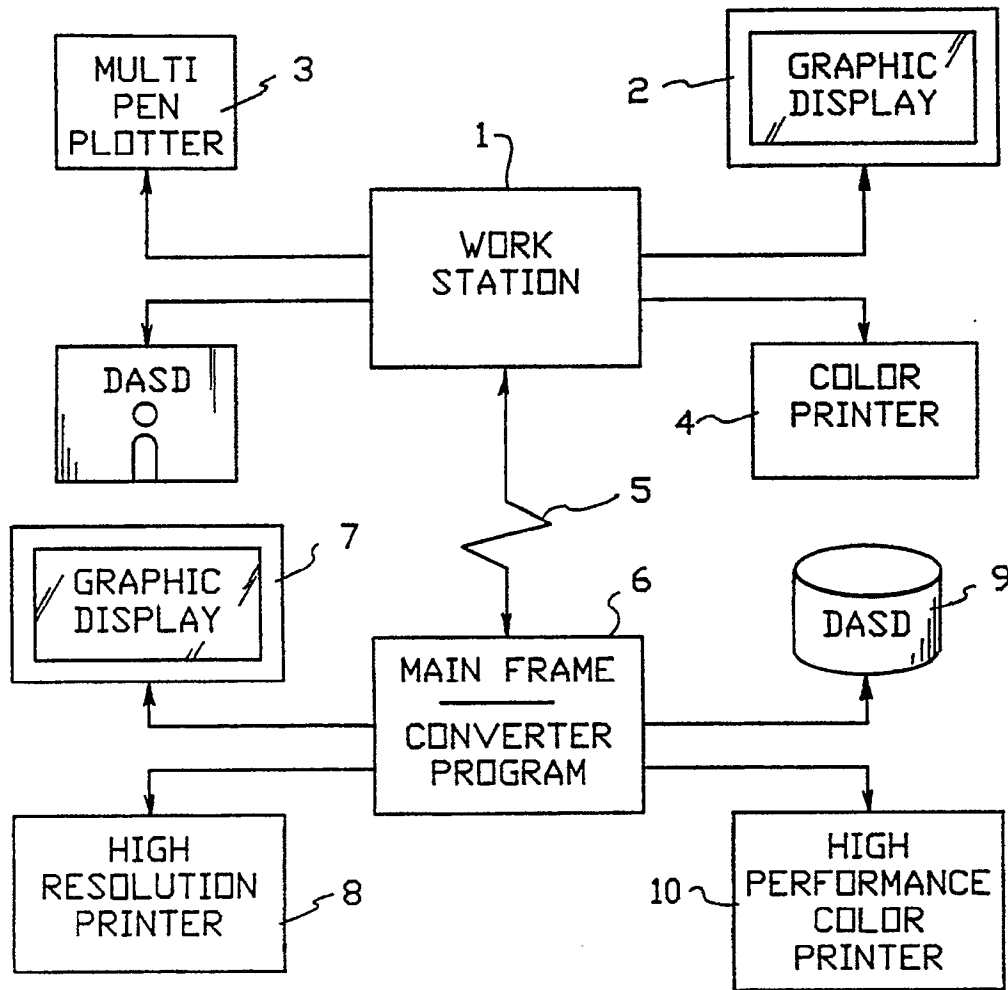 MULTI
PEN
PLOTTER
3
2
GRAPHIC
DISPLAY
1
WORK
STATION
DASD
4
COLOR
PRINTER
5
7
GRAPHIC
DISPLAY
6
MAIN FRAME
CONVERTER
PROGRAM
9
DASD
HIGH
RESOLUTION
PRINTER
8
10
HIGH
PERFORMANCE
COLOR
PRINTER